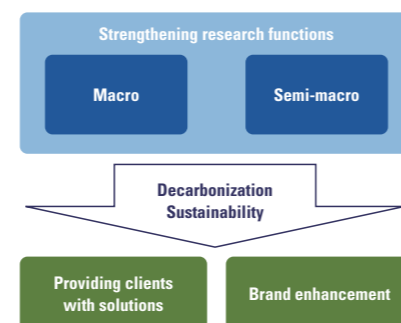 Strengthening research functions
Macro
Semi-macro
Decarbonization
Sustainability
Providing clients
with solutions
Brand enhancement